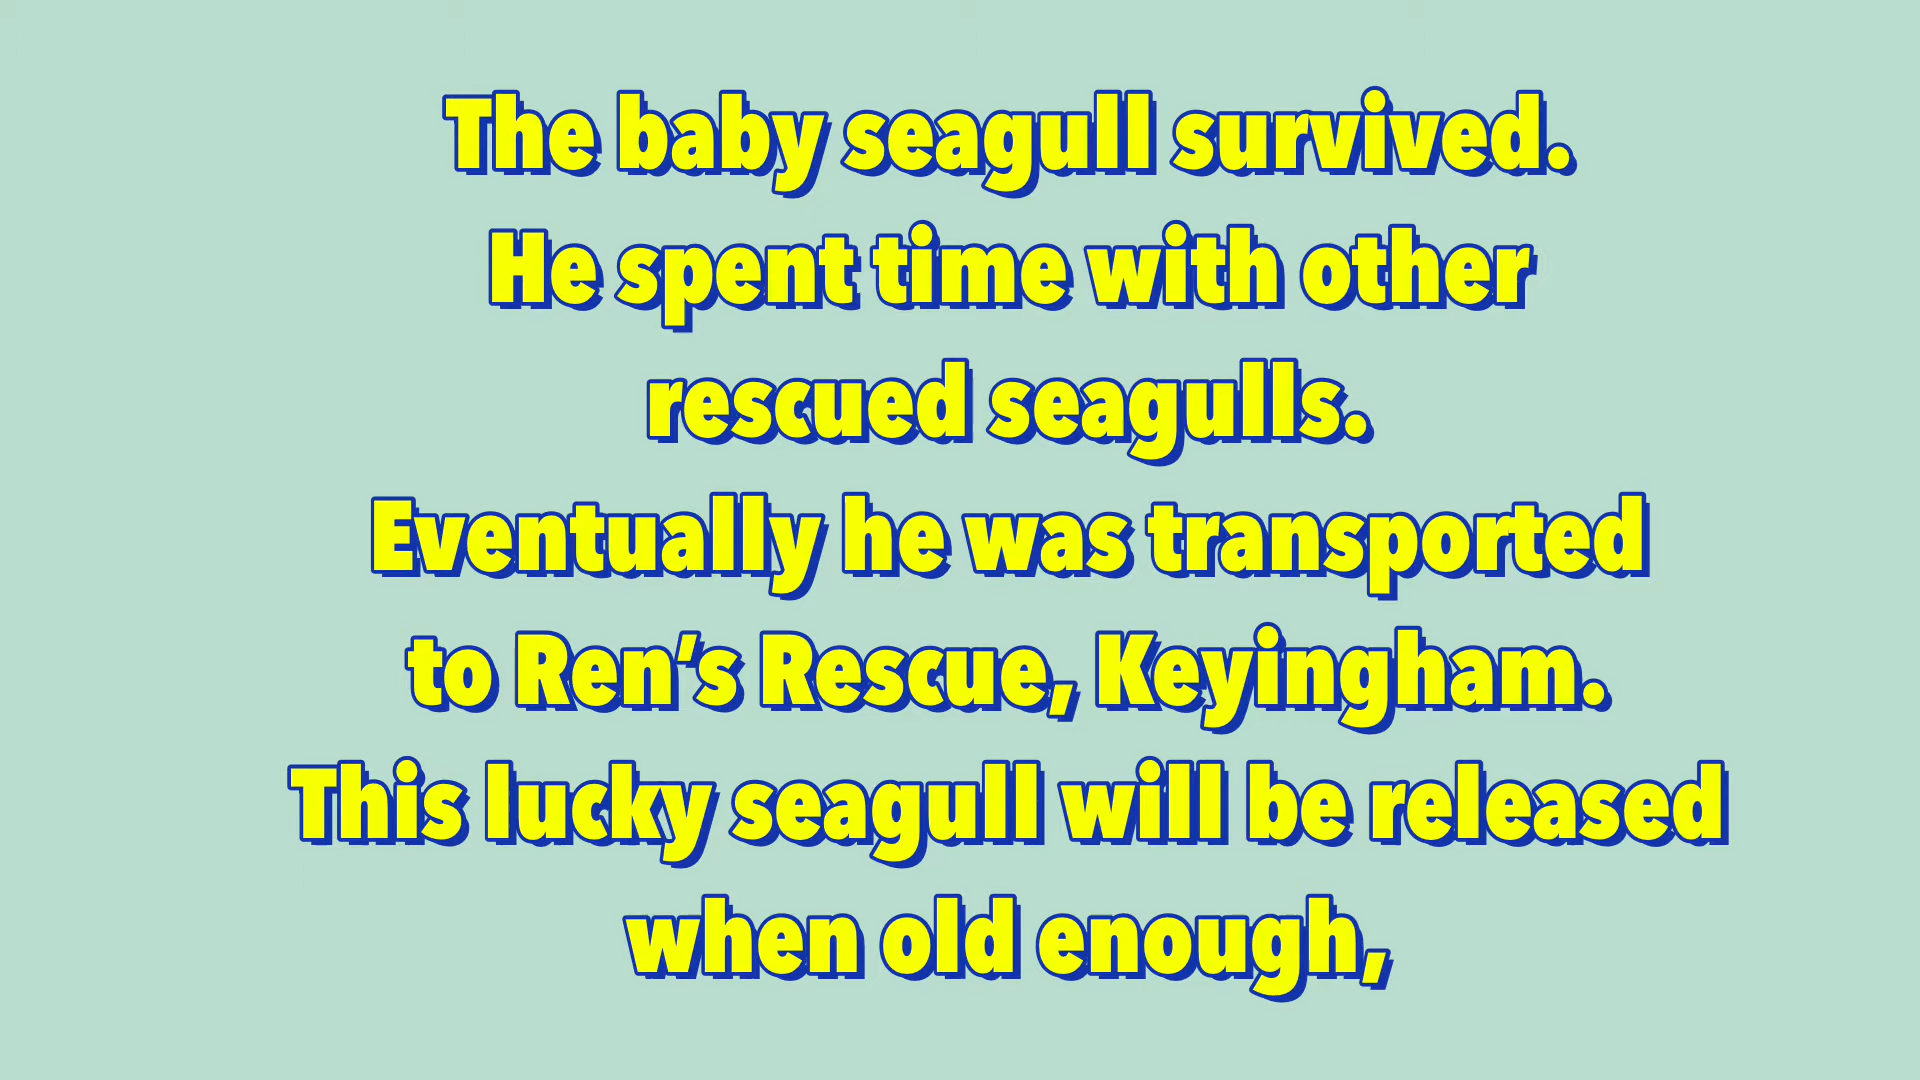 The baby seagull survived.
He spent time with other
rescued seagulls.
Eventually he was transported
to Ren’s Rescue, Keyingham.
This lucky seagull will be released
when old enough,